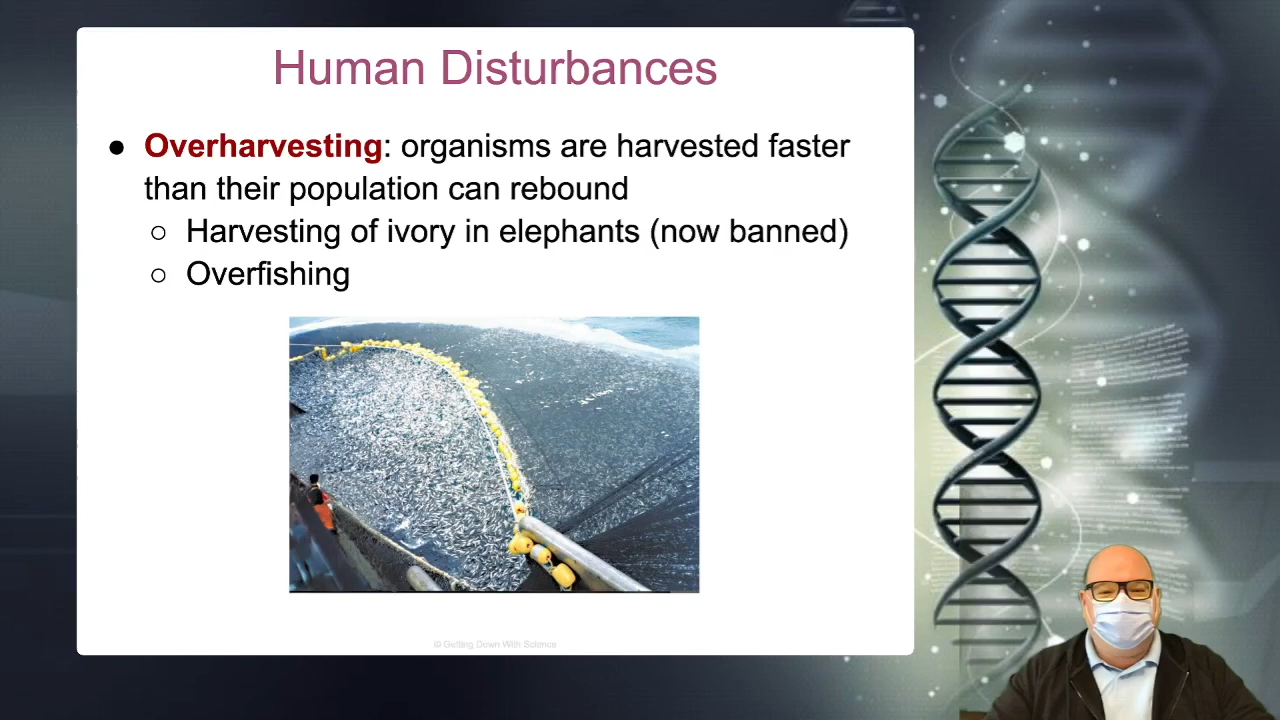 Human Disturbances
● Overharvesting: organisms are harvested faster
than their population can rebound
○ Harvesting of ivory in elephants (now banned)
○ Overfishing
© Getting Down With Science